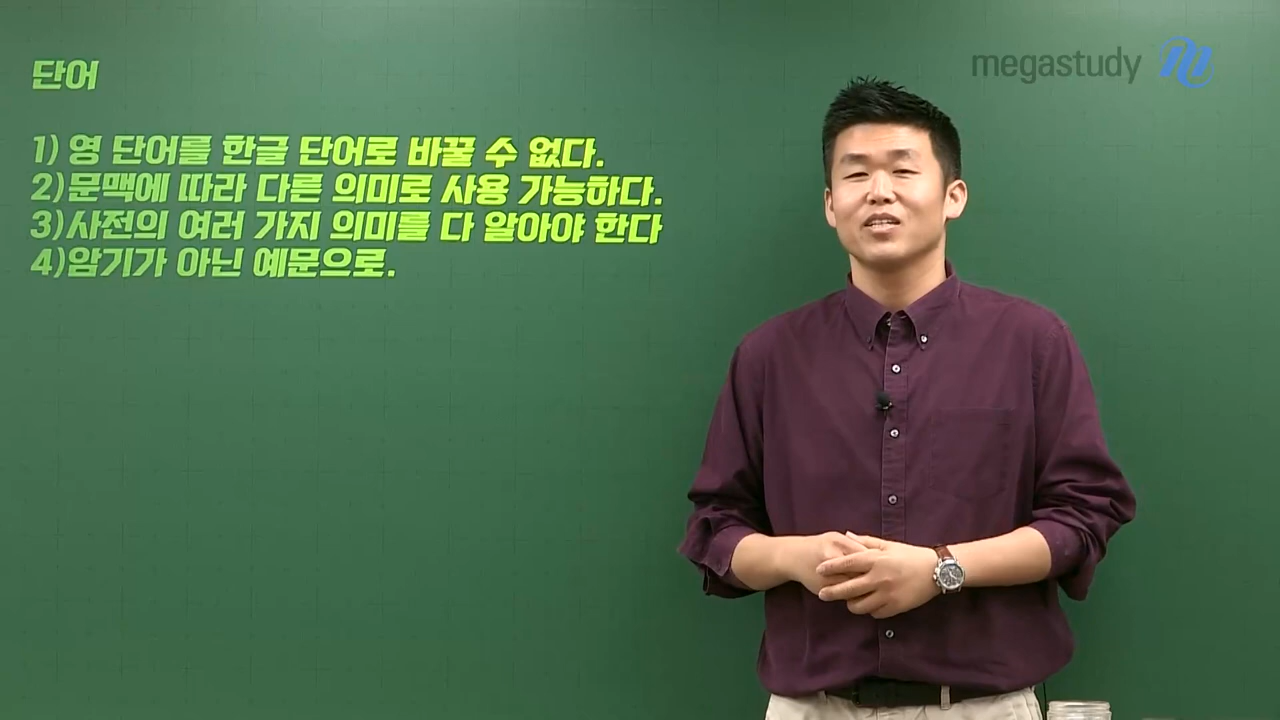 megastudy
단어
1) 영 단어를 한글 단어로 바꿀 수 없다.
2)문맥에 따라 다른 의미로 사용 가능하다.
3)사전의 여러 가지 의미를 다 알아야 한다
4)암기가 아닌 예문으로.